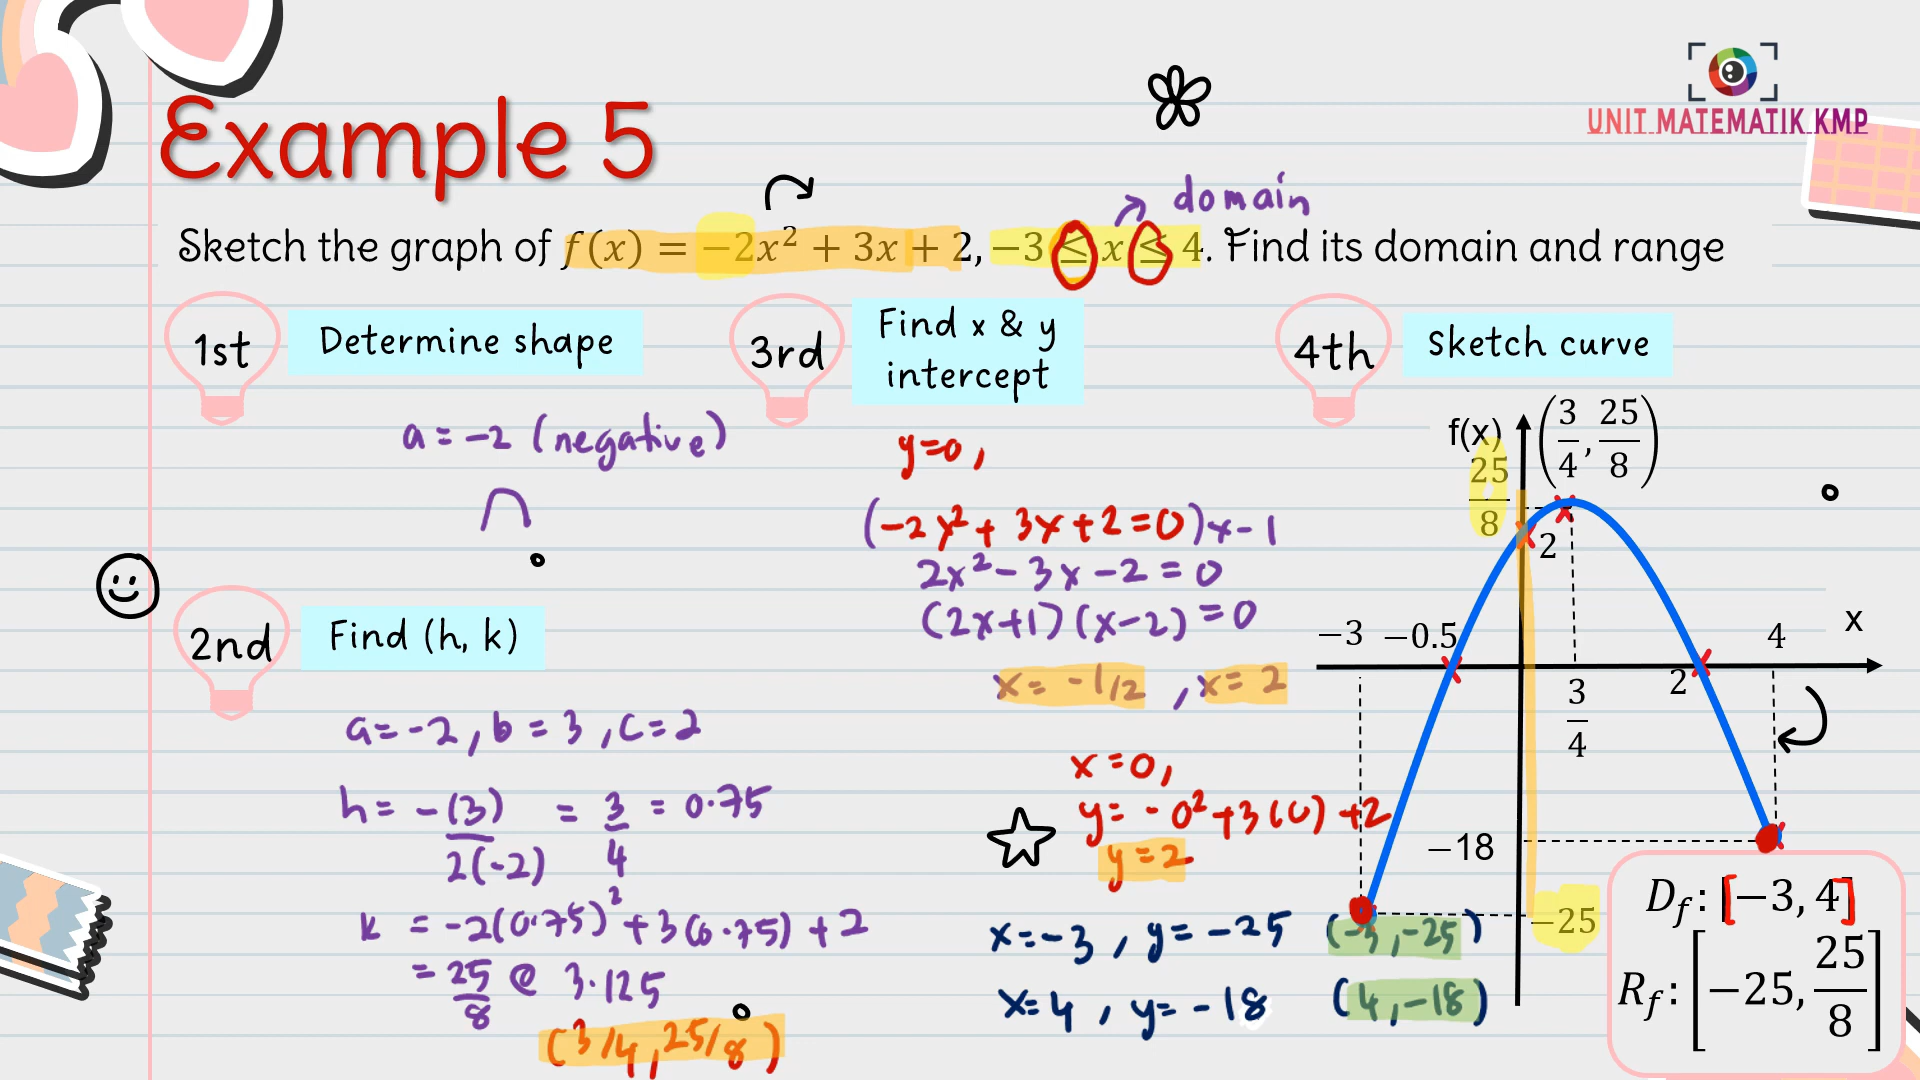 UNIT MATEMATIK KMP
Example 5
domain
Sketch the graph of f(x) = −2x² + 3x + 2, −3 ≤ x ≤ 4. Find its domain and range
1st
Determine shape
a = -2 (negative)
2nd
Find (h, k)
a = -2, b = 3, c = 2
h = -(3)/2(-2) = 3/4 = 0.75
k = -2(0.75)² + 3(0.75) + 2
= 25/8 @ 3.125
(3/4, 25/8)
3rd
Find x & y
intercept
y=0,
(-2x² + 3x + 2 = 0) x - 1
2x² - 3x - 2 = 0
(2x+1)(x-2) = 0
x = -1/2, x = 2
x = 0,
y = -0² + 3(0) + 2
y = 2
x = -3, y = -25 (-3, -25)
x = 4, y = -18 (4, -18)
4th
Sketch curve
f(x)
(3/4, 25/8)
25/8
2
−3
−0.5
4
x
2
3/4
−18
−25
D_f: [−3, 4]
R_f: [−25, 25/8]